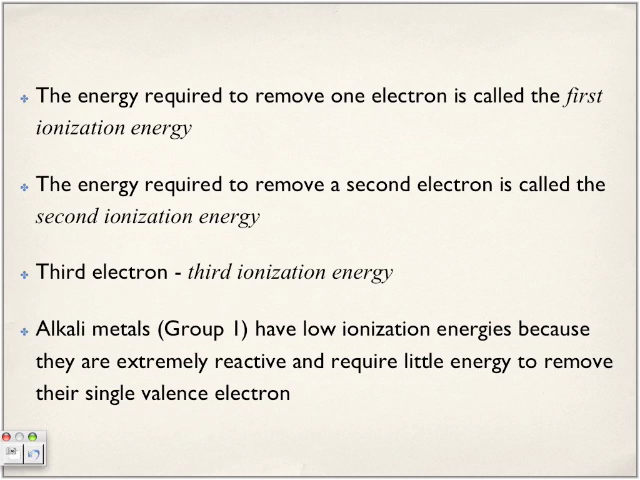 The energy required to remove one electron is called the first
ionization energy
The energy required to remove a second electron is called the
second ionization energy
Third electron - third ionization energy
Alkali metals (Group 1) have low ionization energies because
they are extremely reactive and require little energy to remove
their single valence electron